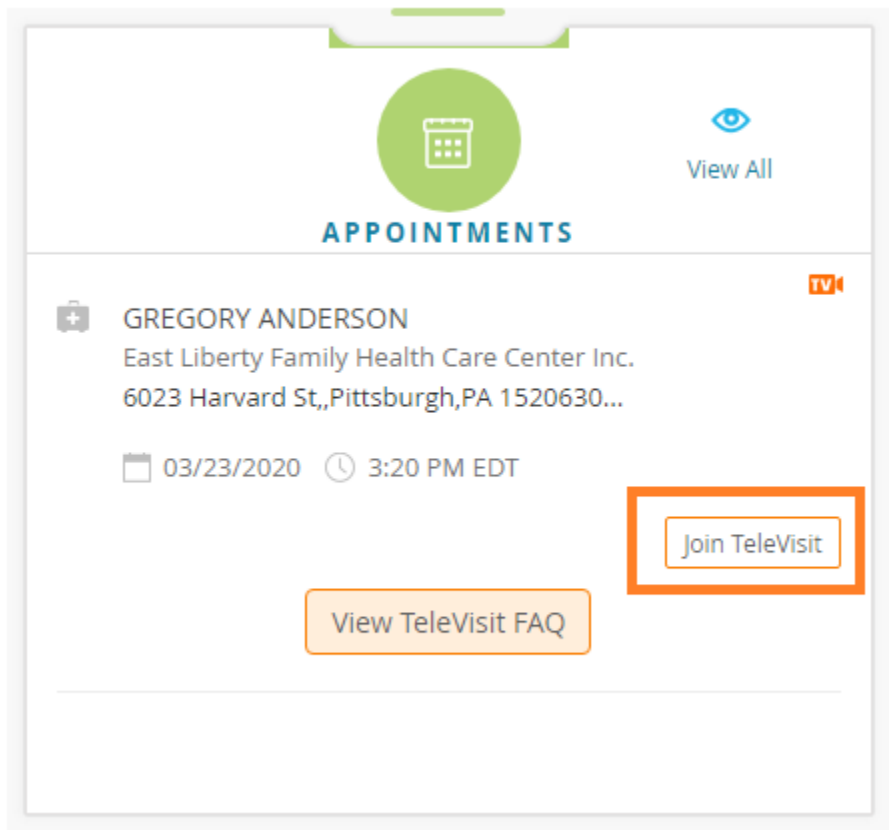 View All
APPOINTMENTS
TV
GREGORY ANDERSON
East Liberty Family Health Care Center Inc.
6023 Harvard St,,Pittsburgh,PA 1520630...
03/23/2020 3:20 PM EDT
Join TeleVisit
View TeleVisit FAQ